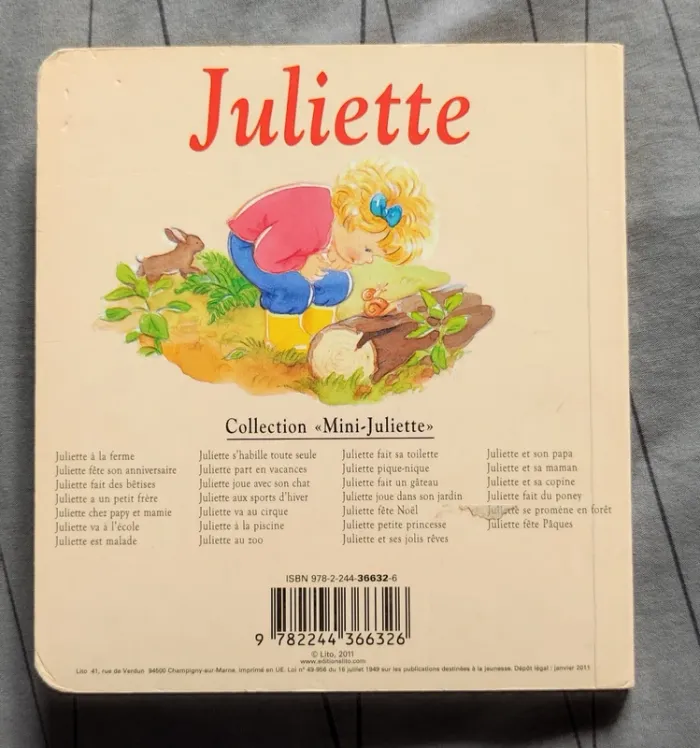 Juliette
Collection «Mini-Juliette»
Juliette à la ferme
Juliette fête son anniversaire
Juliette fait des bêtises
Juliette a un petit frère
Juliette chez papy et mamie
Juliette va à l'école
Juliette est malade
Juliette s'habille toute seule
Juliette part en vacances
Juliette joue avec son chat
Juliette aux sports d'hiver
Juliette va au cirque
Juliette à la piscine
Juliette au zoo
Juliette fait sa toilette
Juliette pique-nique
Juliette fait un gâteau
Juliette joue dans son jardin
Juliette fête Noël
Juliette petite princesse
Juliette et ses jolis rêves
Juliette et son papa
Juliette et sa maman
Juliette et sa copine
Juliette fait du poney
Juliette se promène en forêt
Juliette fête Pâques
ISBN 978-2-244-36632-6
9 782244 366326
© Lito, 2011
www.editionslito.com
Lito 41, rue de Verdun 94500 Champigny-sur-Marne, imprimé en UE. Loi n° 49-956 du 16 juillet 1949 sur les publications destinées à la jeunesse. Dépôt légal : janvier 2011